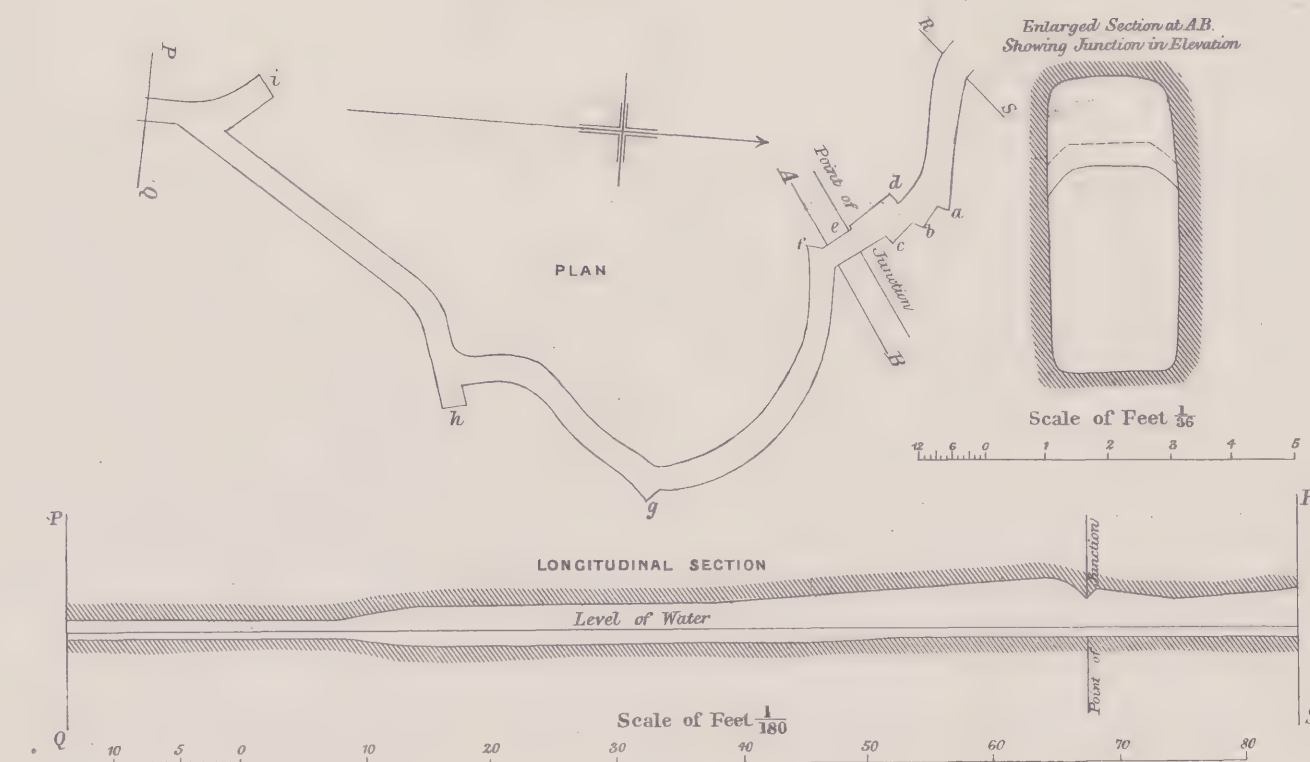 Enlarged Section at A.B.
Showing Junction in Elevation
P
Q
i
R
S
A
Point of
d
a
b
c
e
f
Junction
B
PLAN
h
g
Scale of Feet 1/36
12 6 0 1 2 3 4 5
P
LONGITUDINAL SECTION
Junction
Level of Water
Point of
Scale of Feet 1/180
Q
10 5 0 10 20 30 40 50 60 70 80